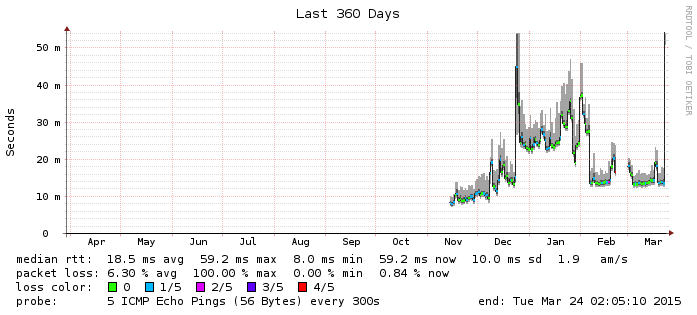 Last 360 Days
RRDTOOL / TOBI OETIKER
Seconds
50 m
40 m
30 m
20 m
10 m
0
Apr May Jun Jul Aug Sep Oct Nov Dec Jan Feb Mar
median rtt: 18.5 ms avg 59.2 ms max 8.0 ms min 59.2 ms now 10.0 ms sd 1.9 am/s
packet loss: 6.30 % avg 100.00 % max 0.00 % min 0.84 % now
loss color: 0 1/5 2/5 3/5 4/5
probe: 5 ICMP Echo Pings (56 Bytes) every 300s end: Tue Mar 24 02:05:10 2015